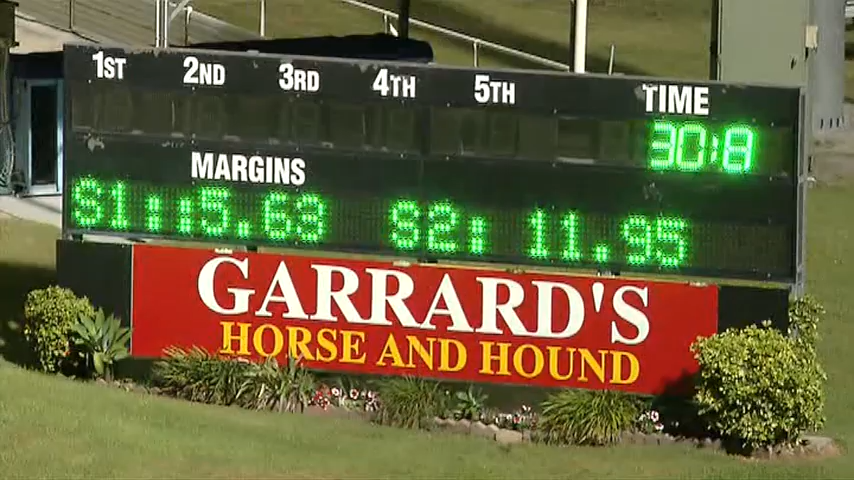 1ST 2ND 3RD 4TH 5TH TIME
30:8
MARGINS
S1::5.63 S2: 11.95
GARRARD'S
HORSE AND HOUND